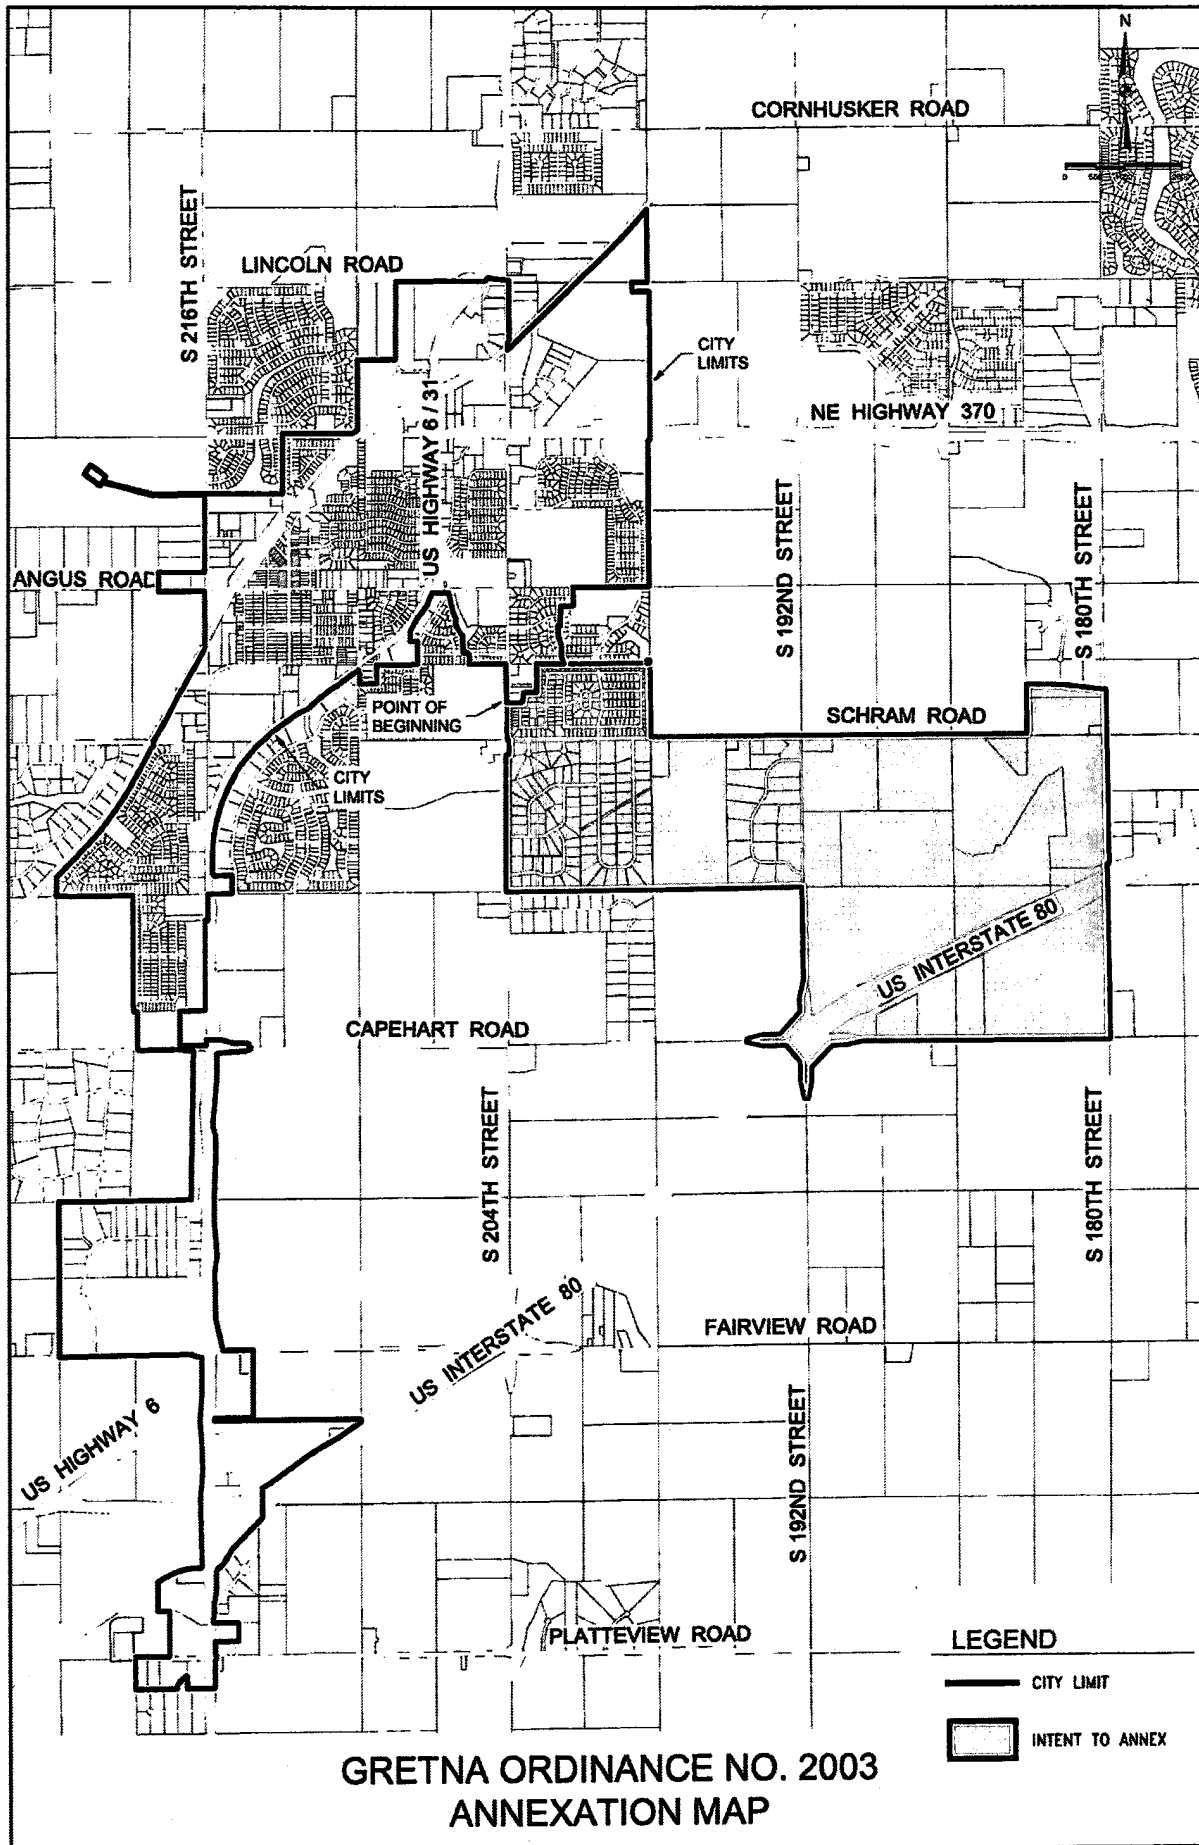 N
CORNHUSKER ROAD
0
S 216TH STREET
LINCOLN ROAD
CITY
LIMITS
US HIGHWAY 6 / 31
NE HIGHWAY 370
S 192ND STREET
S 180TH STREET
ANGUS ROAD
POINT OF
BEGINNING
SCHRAM ROAD
CITY
LIMITS
US INTERSTATE 80
CAPEHART ROAD
S 204TH STREET
S 180TH STREET
US INTERSTATE 80
FAIRVIEW ROAD
US HIGHWAY 6
S 192ND STREET
PLATTEVIEW ROAD
LEGEND
CITY LIMIT
INTENT TO ANNEX
GRETNA ORDINANCE NO. 2003
ANNEXATION MAP